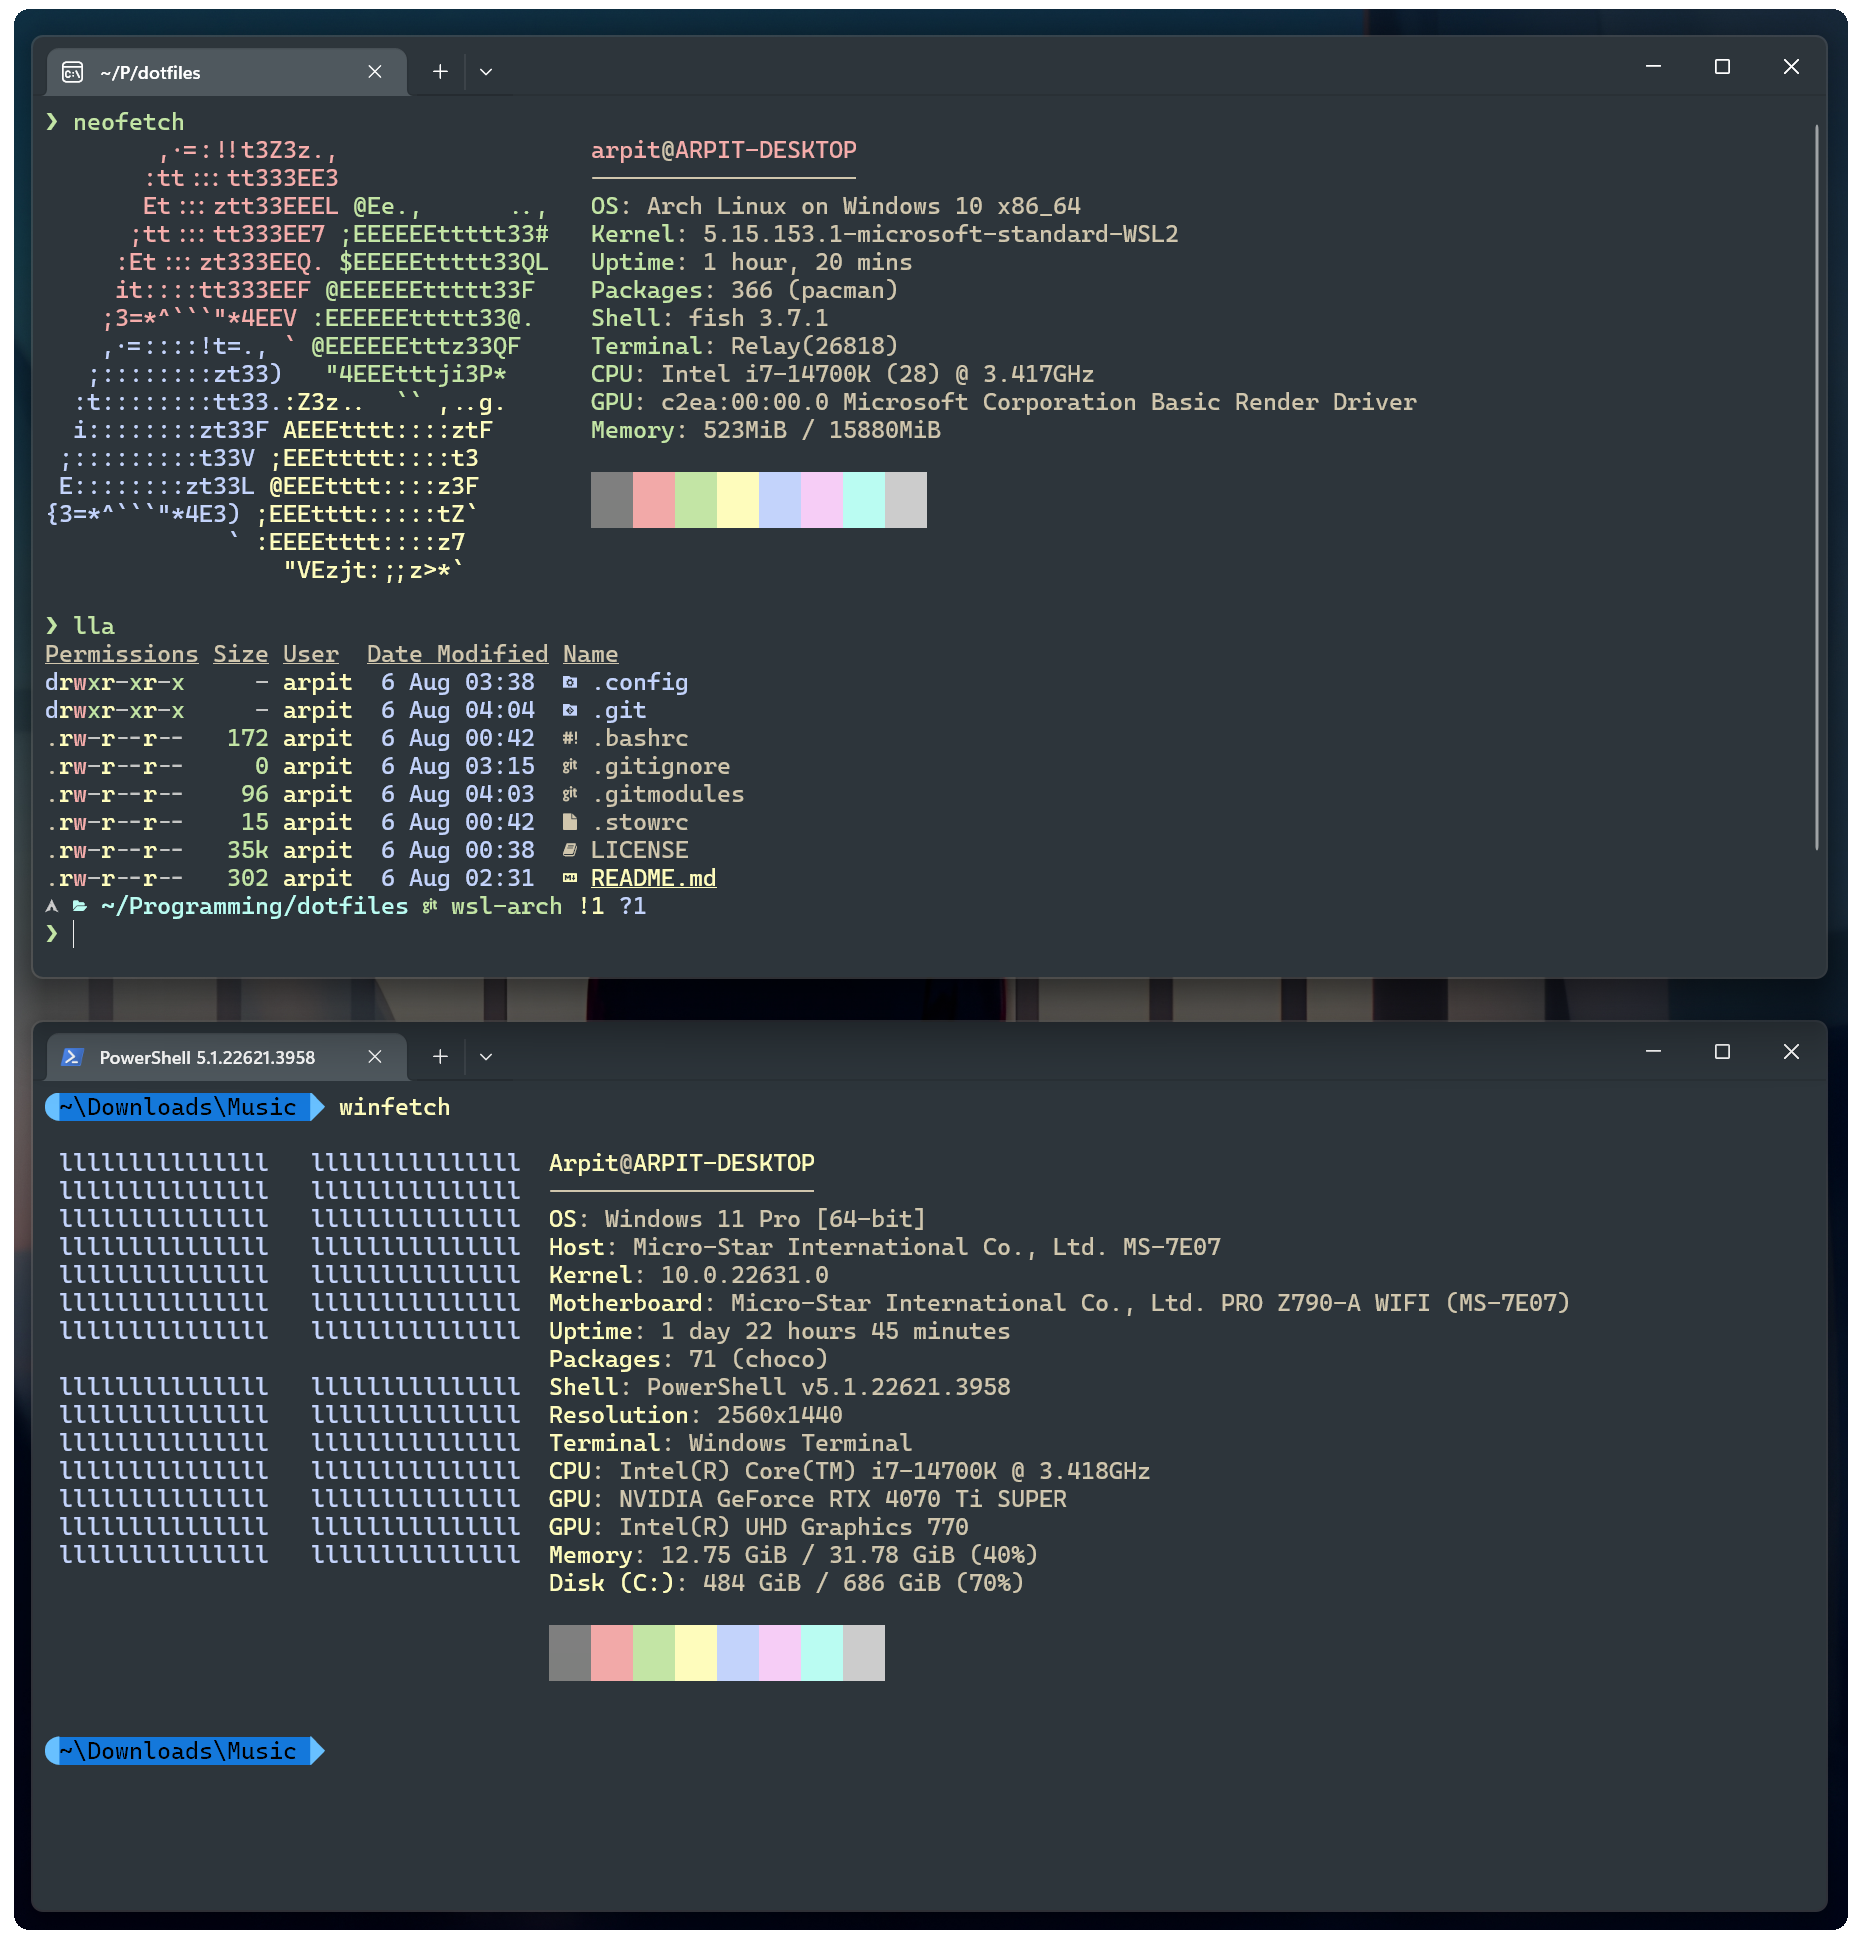 ~/P/dotfiles
❯ neofetch
        ,·=:!!t3Z3z.,                  arpit@ARPIT-DESKTOP
       :tt:::tt333EE3                  -------------------
       Et:::ztt33EEEL @Ee.,      ..,   OS: Arch Linux on Windows 10 x86_64
      ;tt:::tt333EE7 ;EEEEEEttttt33#   Kernel: 5.15.153.1-microsoft-standard-WSL2
     :Et:::zt333EEQ. $EEEEEttttt33QL   Uptime: 1 hour, 20 mins
     it::::tt333EEF @EEEEEEttttt33F    Packages: 366 (pacman)
    ;3=*^```"*4EEV :EEEEEEttttt33@.    Shell: fish 3.7.1
    ,·=::::!t=., ` @EEEEEEtttz33QF     Terminal: Relay(26818)
   ;::::::::zt33)   "4EEEtttji3P*      CPU: Intel i7-14700K (28) @ 3.417GHz
  :t::::::::tt33.:Z3z..  `` ,..g.      GPU: c2ea:00:00.0 Microsoft Corporation Basic Render Driver
  i::::::::zt33F AEEEtttt::::ztF       Memory: 523MiB / 15880MiB
 ;:::::::::t33V ;EEEttttt::::t3
 E::::::::zt33L @EEEtttt::::z3F
{3=*^```"*4E3) ;EEEtttt:::::tZ`
             ` :EEEEtttt::::z7
                 "VEzjt:;;z>*`
❯ lla
Permissions Size User  Date Modified Name
drwxr-xr-x     - arpit  6 Aug 03:38  .config
drwxr-xr-x     - arpit  6 Aug 04:04  .git
.rw-r--r--   172 arpit  6 Aug 00:42  #! .bashrc
.rw-r--r--     0 arpit  6 Aug 03:15  git .gitignore
.rw-r--r--    96 arpit  6 Aug 04:03  git .gitmodules
.rw-r--r--    15 arpit  6 Aug 00:42  .stowrc
.rw-r--r--   35k arpit  6 Aug 00:38  LICENSE
.rw-r--r--   302 arpit  6 Aug 02:31  README.md
~/Programming/dotfiles git wsl-arch !1 ?1
❯
PowerShell 5.1.22621.3958
~\Downloads\Music winfetch
lllllllllllllll   lllllllllllllll  Arpit@ARPIT-DESKTOP
lllllllllllllll   lllllllllllllll  -------------------
lllllllllllllll   lllllllllllllll  OS: Windows 11 Pro [64-bit]
lllllllllllllll   lllllllllllllll  Host: Micro-Star International Co., Ltd. MS-7E07
lllllllllllllll   lllllllllllllll  Kernel: 10.0.22631.0
lllllllllllllll   lllllllllllllll  Motherboard: Micro-Star International Co., Ltd. PRO Z790-A WIFI (MS-7E07)
lllllllllllllll   lllllllllllllll  Uptime: 1 day 22 hours 45 minutes
                                   Packages: 71 (choco)
lllllllllllllll   lllllllllllllll  Shell: PowerShell v5.1.22621.3958
lllllllllllllll   lllllllllllllll  Resolution: 2560x1440
lllllllllllllll   lllllllllllllll  Terminal: Windows Terminal
lllllllllllllll   lllllllllllllll  CPU: Intel(R) Core(TM) i7-14700K @ 3.418GHz
lllllllllllllll   lllllllllllllll  GPU: NVIDIA GeForce RTX 4070 Ti SUPER
lllllllllllllll   lllllllllllllll  GPU: Intel(R) UHD Graphics 770
lllllllllllllll   lllllllllllllll  Memory: 12.75 GiB / 31.78 GiB (40%)
                                   Disk (C:): 484 GiB / 686 GiB (70%)
~\Downloads\Music